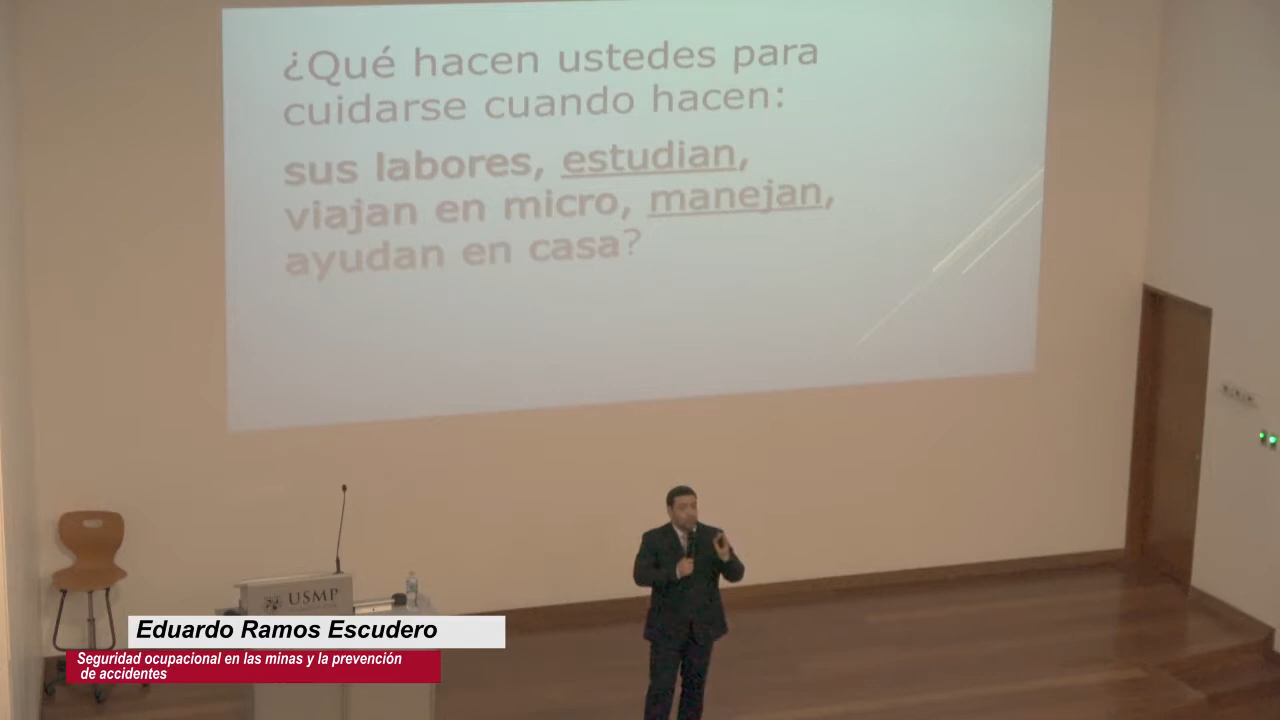 ¿Qué hacen ustedes para
cuidarse cuando hacen:
sus labores, estudian,
viajan en micro, manejan,
ayudan en casa?
USMP
Eduardo Ramos Escudero
Seguridad ocupacional en las minas y la prevención
de accidentes